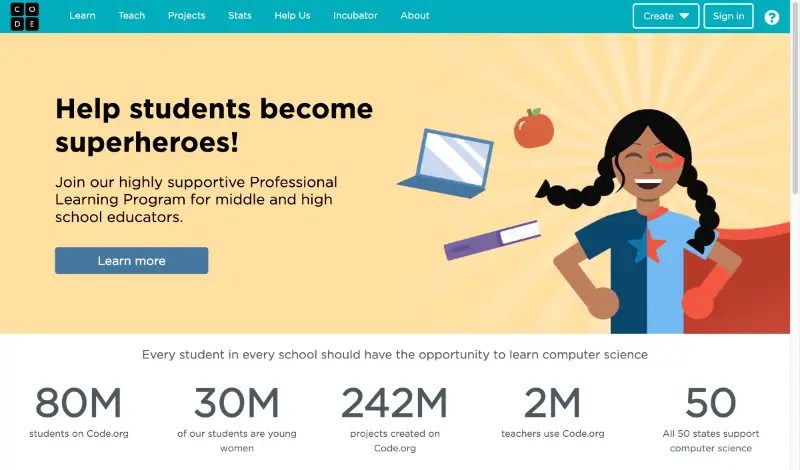 C O
D E
Learn
Teach
Projects
Stats
Help Us
Incubator
About
Create
Sign in
?
Help students become
superheroes!
Join our highly supportive Professional
Learning Program for middle and high
school educators.
Learn more
Every student in every school should have the opportunity to learn computer science
80M
students on Code.org
30M
of our students are young
women
242M
projects created on
Code.org
2M
teachers use Code.org
50
All 50 states support
computer science